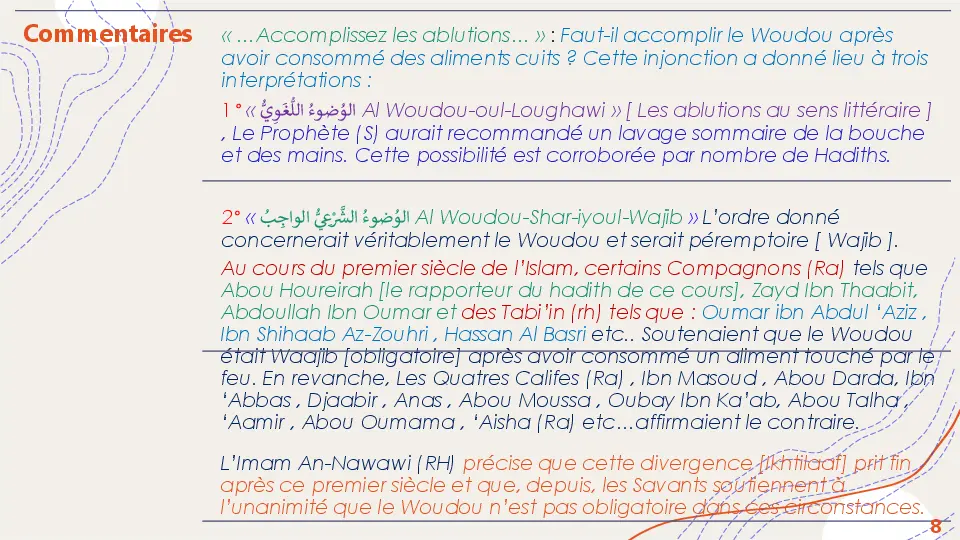 Commentaires
« …Accomplissez les ablutions… » : Faut-il accomplir le Woudou après
avoir consommé des aliments cuits ? Cette injonction a donné lieu à trois
interprétations :
1° « الوُضوءُ اللُّغَوِيُّ Al Woudou-oul-Loughawi » [ Les ablutions au sens littéraire ]
, Le Prophète (S) aurait recommandé un lavage sommaire de la bouche
et des mains. Cette possibilité est corroborée par nombre de Hadiths.
2° « الوُضوءُ الشَّرْعِيُّ الواجِبُ Al Woudou-Shar-iyoul-Wajib » L’ordre donné
concernerait véritablement le Woudou et serait péremptoire [ Wajib ].
Au cours du premier siècle de l’Islam, certains Compagnons (Ra) tels que
Abou Houreirah [le rapporteur du hadith de ce cours], Zayd Ibn Thaabit,
Abdoullah Ibn Oumar et des Tabi’in (rh) tels que : Oumar ibn Abdul ‘Aziz ,
Ibn Shihaab Az-Zouhri , Hassan Al Basri etc.. Soutenaient que le Woudou
était Waajib [obligatoire] après avoir consommé un aliment touché par le
feu. En revanche, Les Quatres Califes (Ra) , Ibn Masoud , Abou Darda, Ibn
‘Abbas , Djaabir , Anas , Abou Moussa , Oubay Ibn Ka’ab, Abou Talha ,
‘Aamir , Abou Oumama , ‘Aisha (Ra) etc…affirmaient le contraire.
L’Imam An-Nawawi (RH) précise que cette divergence [Ikhtilaaf] prit fin
après ce premier siècle et que, depuis, les Savants soutiennent à
l’unanimité que le Woudou n’est pas obligatoire dans ces circonstances.
8